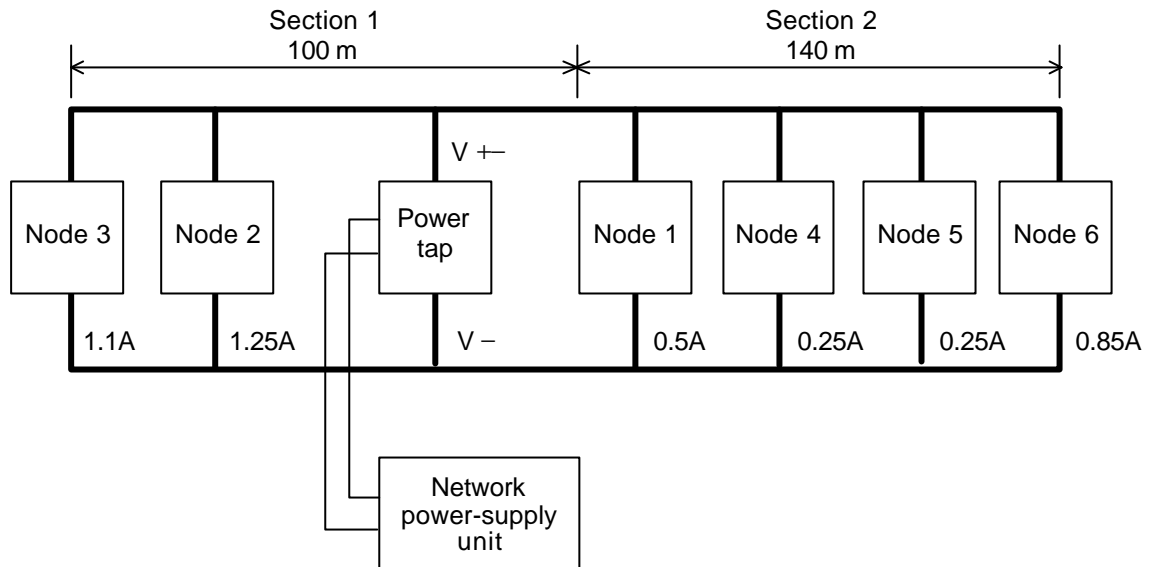 Section 1
100 m
Section 2
140 m
V +–
Node 3
Node 2
Power
tap
Node 1
Node 4
Node 5
Node 6
1.1A
1.25A
V –
0.5A
0.25A
0.25A
0.85A
Network
power-supply
unit